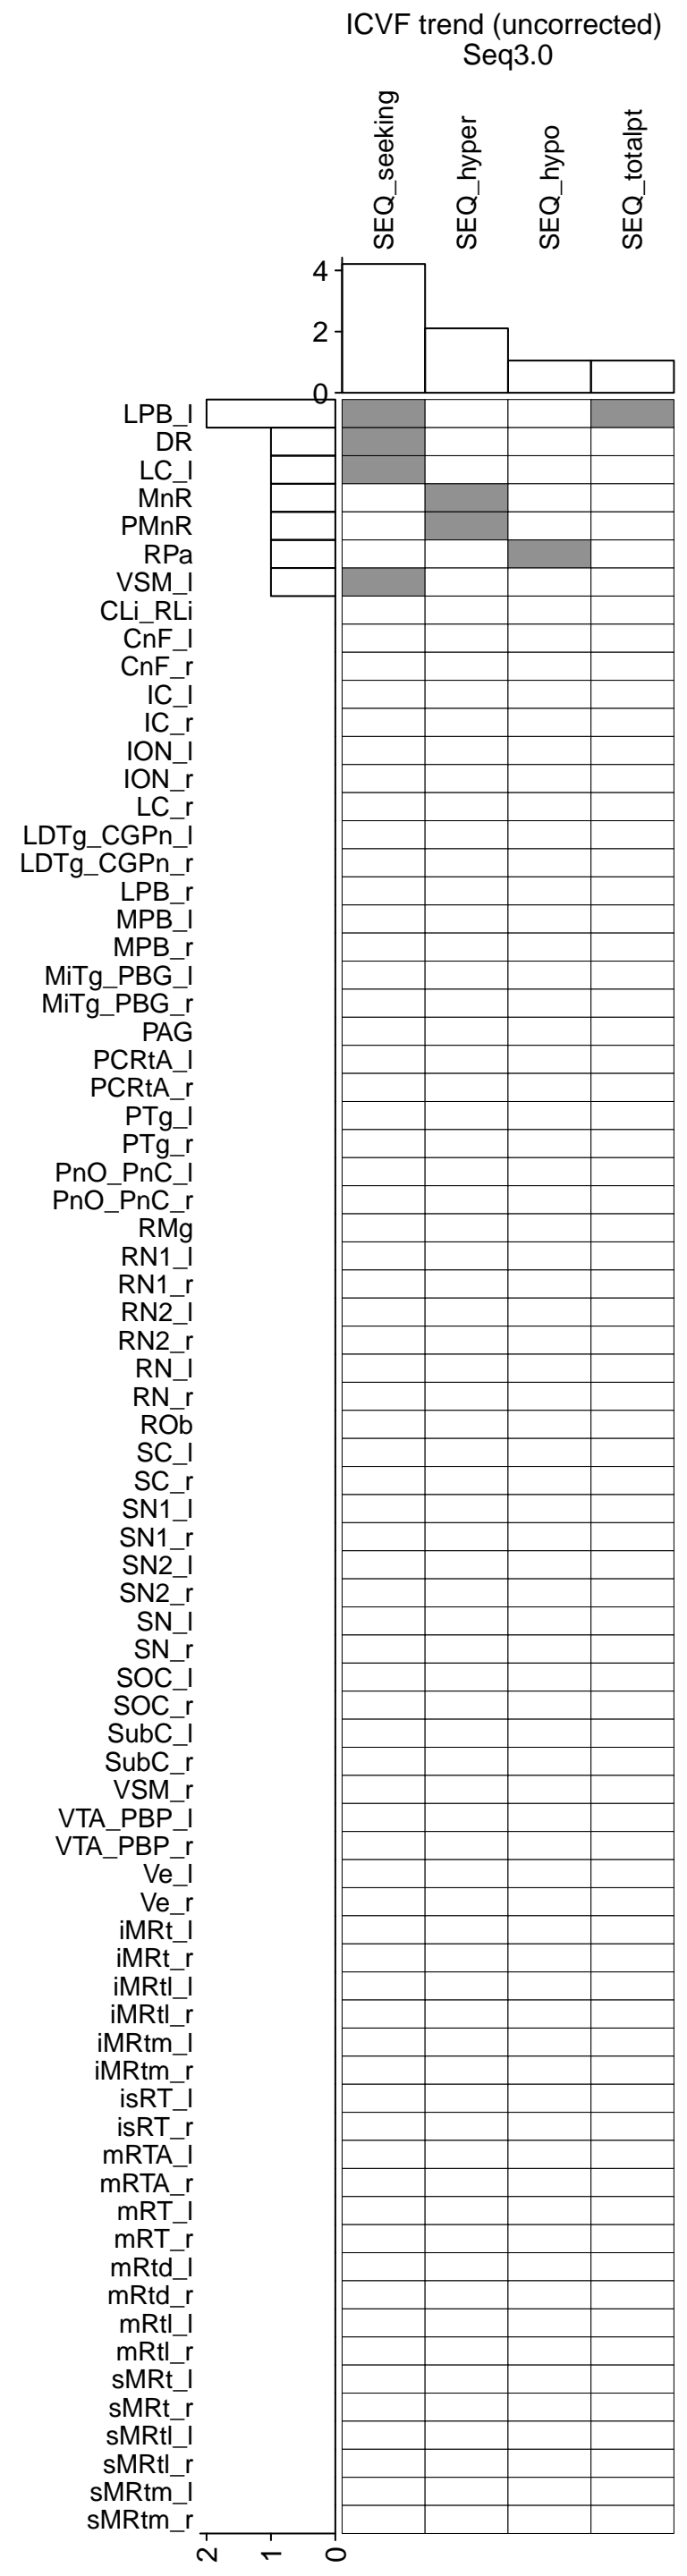 ICVF trend (uncorrected)
Seq3.0
SEQ_seeking
SEQ_hyper
SEQ_hypo
SEQ_totalpt
4
2
0
LPB_l
DR
LC_l
MnR
PMnR
RPa
VSM_l
CLi_RLi
CnF_l
CnF_r
IC_l
IC_r
ION_l
ION_r
LC_r
LDTg_CGPn_l
LDTg_CGPn_r
LPB_r
MPB_l
MPB_r
MiTg_PBG_l
MiTg_PBG_r
PAG
PCRtA_l
PCRtA_r
PTg_l
PTg_r
PnO_PnC_l
PnO_PnC_r
RMg
RN1_l
RN1_r
RN2_l
RN2_r
RN_l
RN_r
ROb
SC_l
SC_r
SN1_l
SN1_r
SN2_l
SN2_r
SN_l
SN_r
SOC_l
SOC_r
SubC_l
SubC_r
VSM_r
VTA_PBP_l
VTA_PBP_r
Ve_l
Ve_r
iMRt_l
iMRt_r
iMRtl_l
iMRtl_r
iMRtm_l
iMRtm_r
isRT_l
isRT_r
mRTA_l
mRTA_r
mRT_l
mRT_r
mRtd_l
mRtd_r
mRtl_l
mRtl_r
sMRt_l
sMRt_r
sMRtl_l
sMRtl_r
sMRtm_l
sMRtm_r
2
1
0